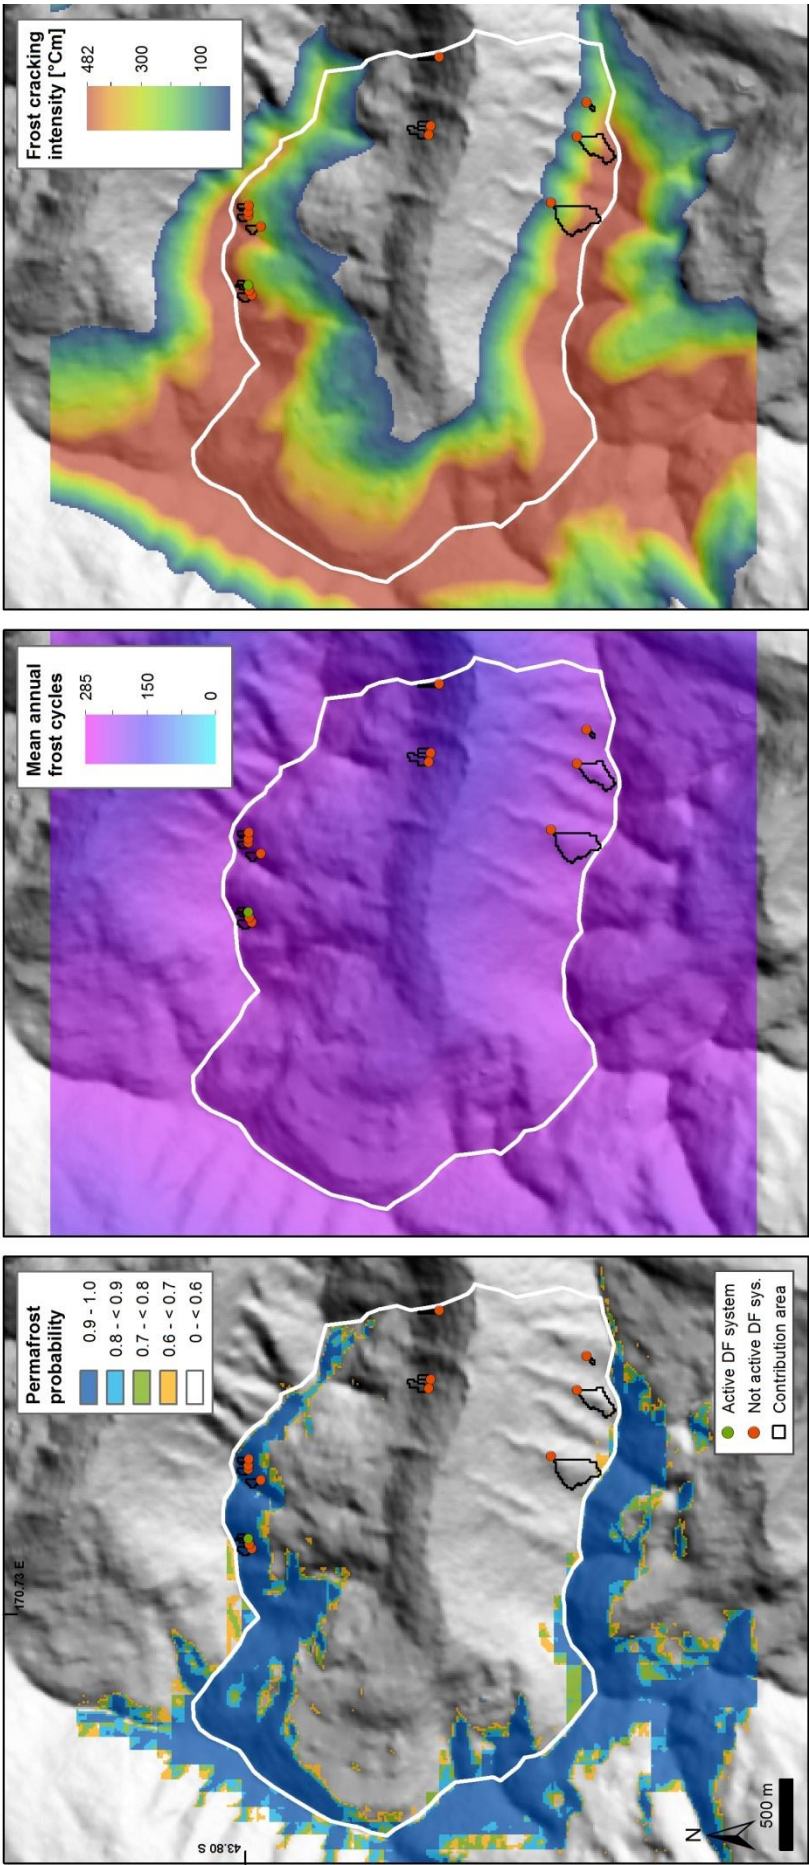 Permafrost
probability
0.9 - 1.0
0.8 - < 0.9
0.7 - < 0.8
0.6 - < 0.7
0 - < 0.6
170.73 E
43.80 S
N
500 m
Active DF system
Not active DF sys.
Contribution area
Mean annual
frost cycles
285
150
0
Frost cracking
intensity [°Cm]
482
300
100